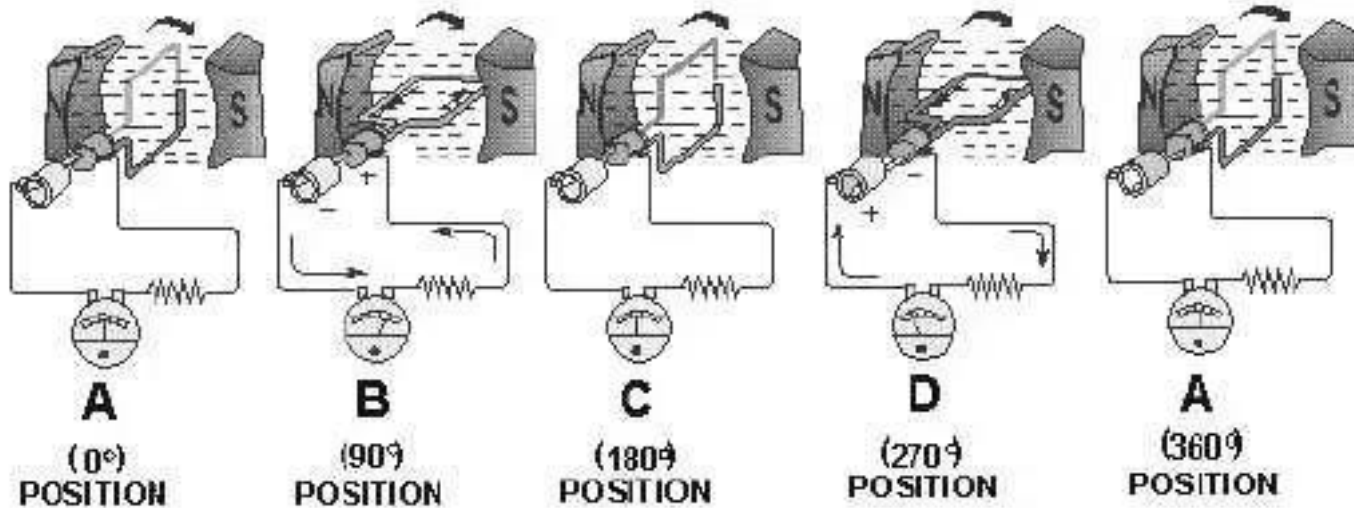 N S N S N S N S N S
+ − − +
A B C D A
(0°) (90°) (180°) (270°) (360°)
POSITION POSITION POSITION POSITION POSITION